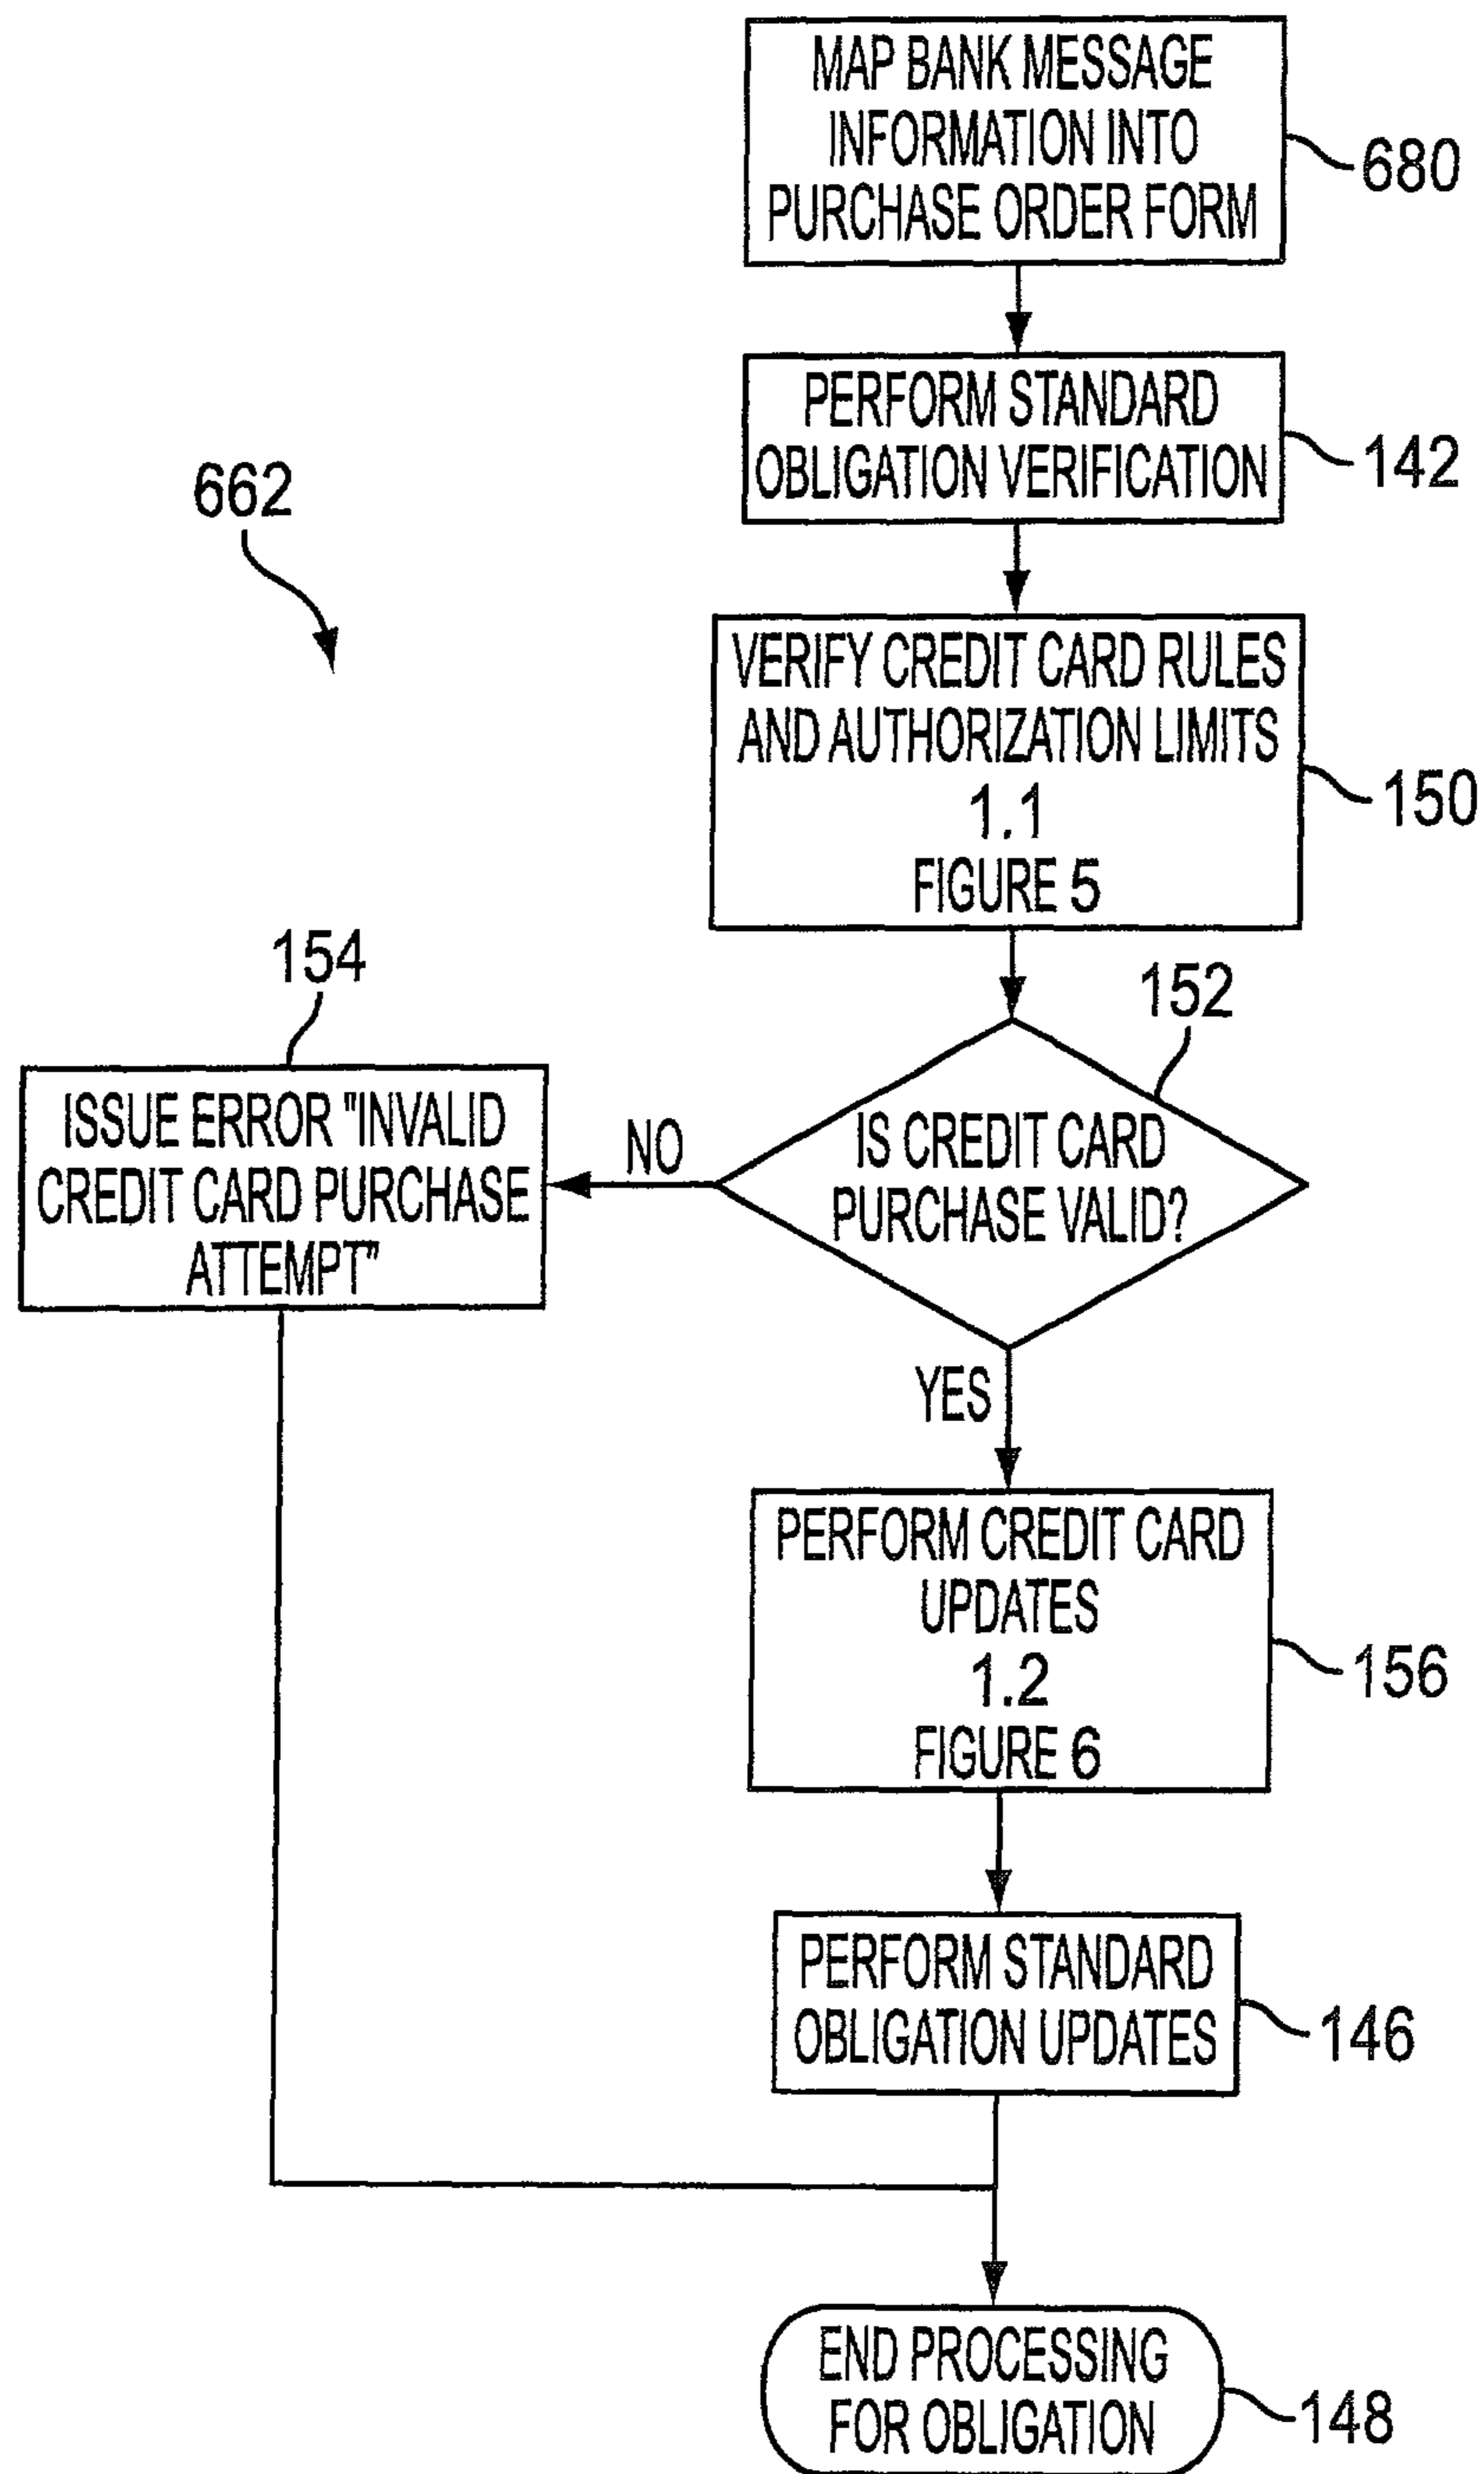 MAP BANK MESSAGE
INFORMATION INTO
PURCHASE ORDER FORM
680
PERFORM STANDARD
OBLIGATION VERIFICATION
142
662
VERIFY CREDIT CARD RULES
AND AUTHORIZATION LIMITS
1.1
FIGURE 5
150
154
152
ISSUE ERROR "INVALID
CREDIT CARD PURCHASE
ATTEMPT"
NO
IS CREDIT CARD
PURCHASE VALID?
YES
PERFORM CREDIT CARD
UPDATES
1.2
FIGURE 6
156
PERFORM STANDARD
OBLIGATION UPDATES
146
END PROCESSING
FOR OBLIGATION
148